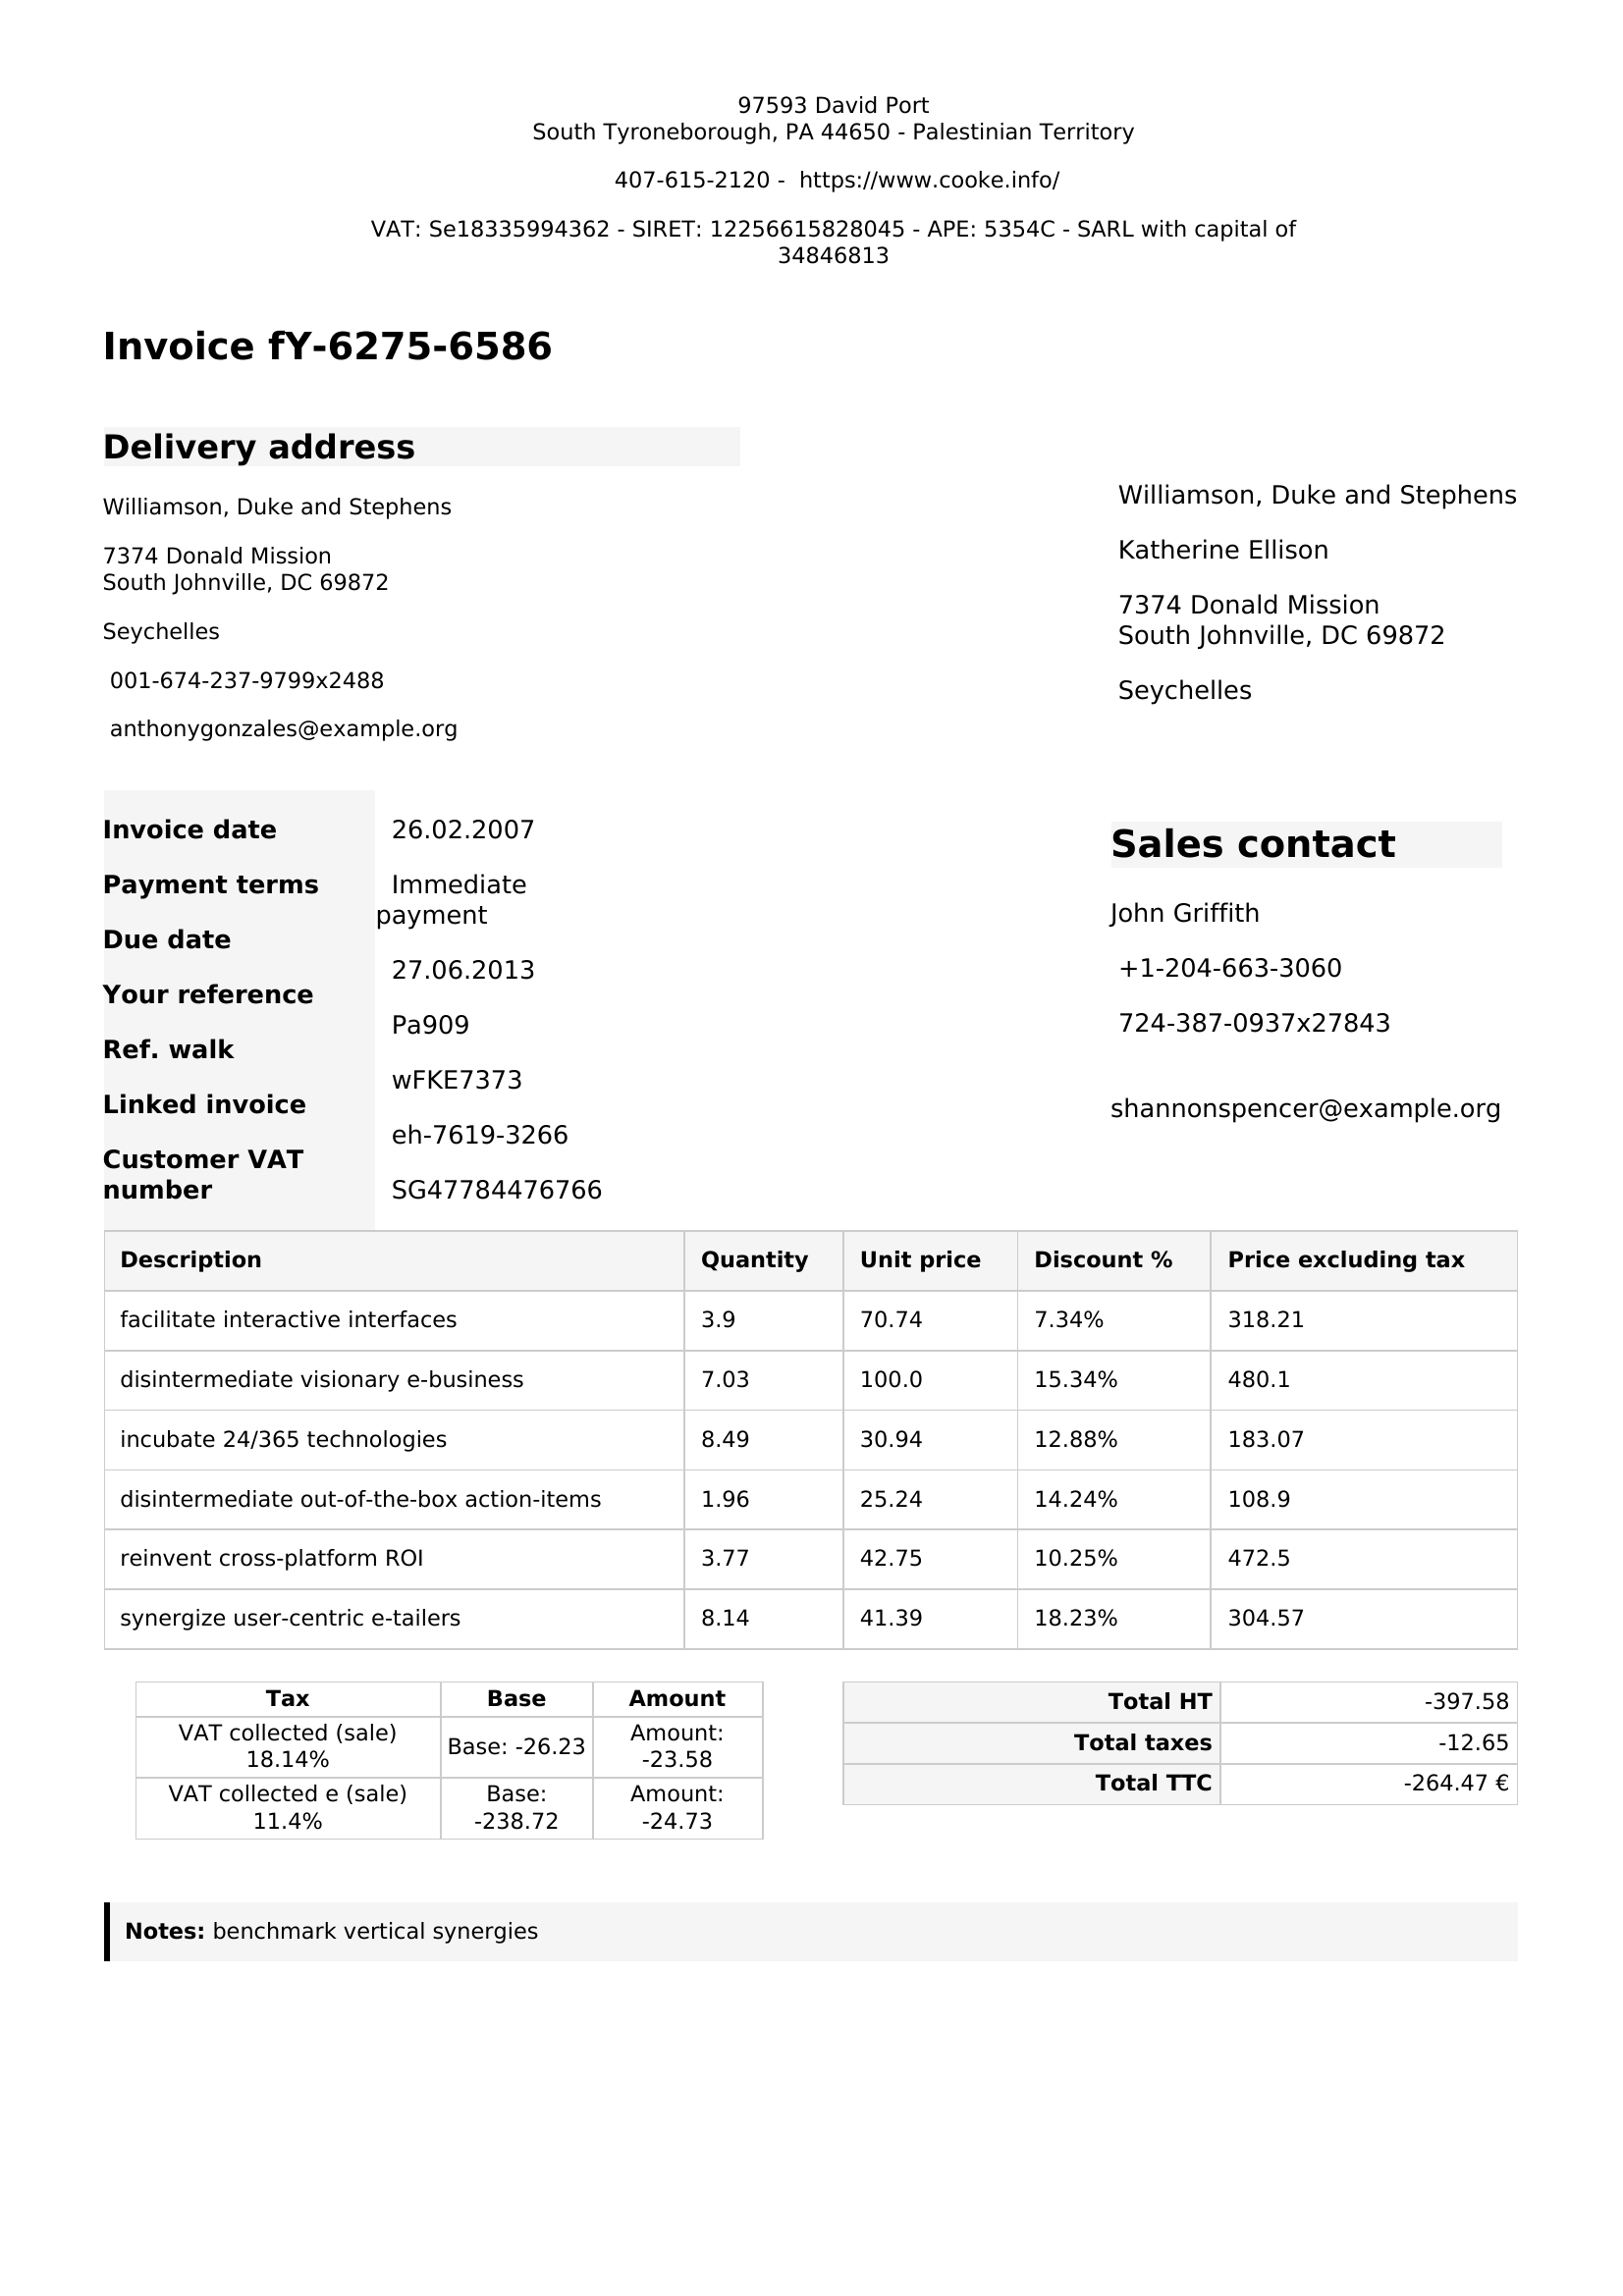 97593 David Port
South Tyroneborough, PA 44650 - Palestinian Territory
407-615-2120 -  https://www.cooke.info/
VAT: Se18335994362 - SIRET: 12256615828045 - APE: 5354C - SARL with capital of
34846813
Invoice fY-6275-6586
Delivery address
Williamson, Duke and Stephens
7374 Donald Mission
South Johnville, DC 69872
Seychelles
001-674-237-9799x2488
anthonygonzales@example.org
Williamson, Duke and Stephens
Katherine Ellison
7374 Donald Mission
South Johnville, DC 69872
Seychelles
Invoice date
Payment terms
Due date
Your reference
Ref. walk
Linked invoice
Customer VAT
number
26.02.2007
Immediate
payment
27.06.2013
Pa909
wFKE7373
eh-7619-3266
SG47784476766
Sales contact
John Griffith
+1-204-663-3060
724-387-0937x27843
shannonspencer@example.org
Description Quantity Unit price Discount % Price excluding tax
facilitate interactive interfaces 3.9 70.74 7.34% 318.21
disintermediate visionary e-business 7.03 100.0 15.34% 480.1
incubate 24/365 technologies 8.49 30.94 12.88% 183.07
disintermediate out-of-the-box action-items 1.96 25.24 14.24% 108.9
reinvent cross-platform ROI 3.77 42.75 10.25% 472.5
synergize user-centric e-tailers 8.14 41.39 18.23% 304.57
Tax Base Amount
VAT collected (sale)
18.14%
Base: -26.23
Amount:
-23.58
VAT collected e (sale)
11.4%
Base:
-238.72
Amount:
-24.73
Total HT -397.58
Total taxes -12.65
Total TTC -264.47 €
Notes: benchmark vertical synergies